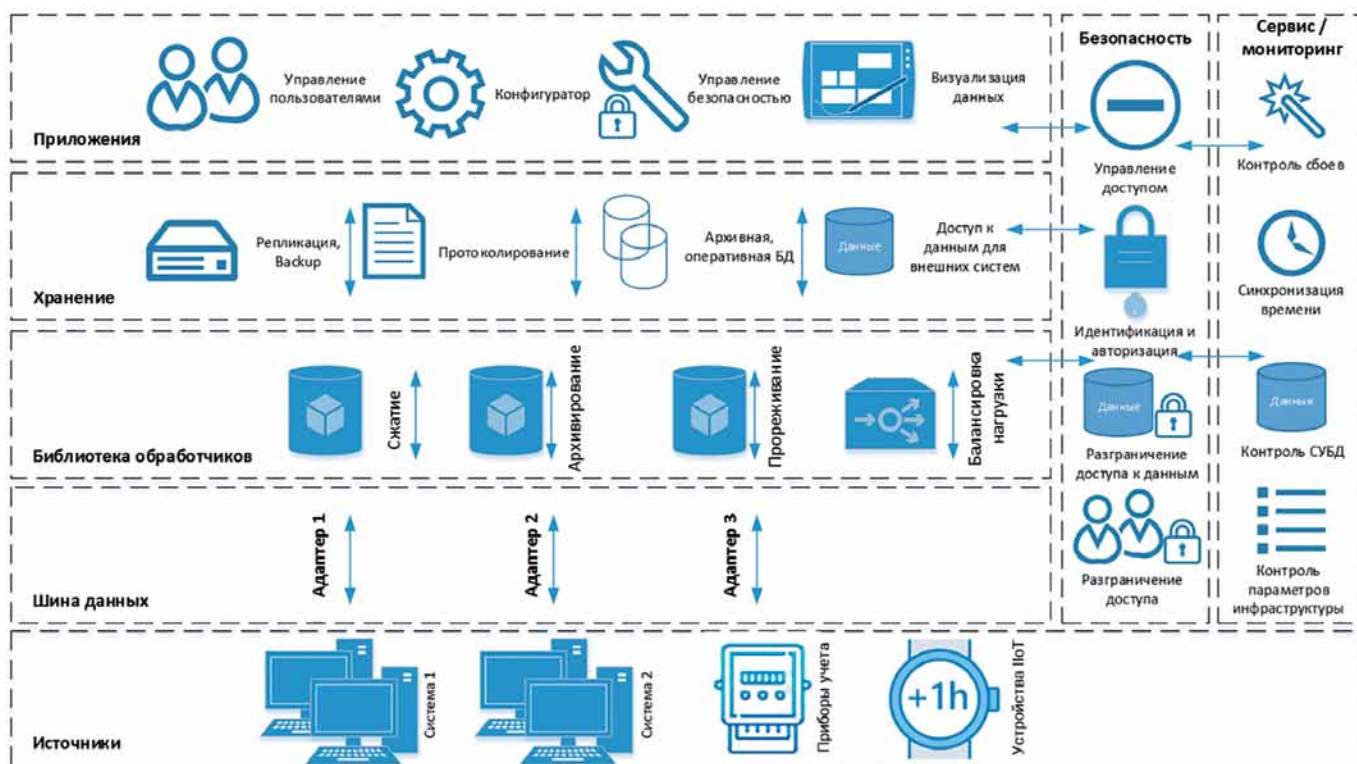 Управление
пользователями
Конфигуратор
Управление
безопасностью
Визуализация
данных
Приложения
Репликация,
Backup
Протоколирование
Архивная,
оперативная БД
Данные
Доступ к
данным для
внешних систем
Хранение
Сжатие
Архивирование
Прореживание
Балансировка
нагрузки
Библиотека обработчиков
Адаптер 1
Адаптер 2
Адаптер 3
Шина данных
Система 1
Система 2
Приборы учета
+1h
Устройства IIoT
Источники
Безопасность
Управление
доступом
Идентификация и
авторизация
Данные
Разграничение
доступа к данным
Разграничение
доступа
Сервис /
мониторинг
Контроль сбоев
Синхронизация
времени
Данные
Контроль СУБД
Контроль
параметров
инфраструктуры